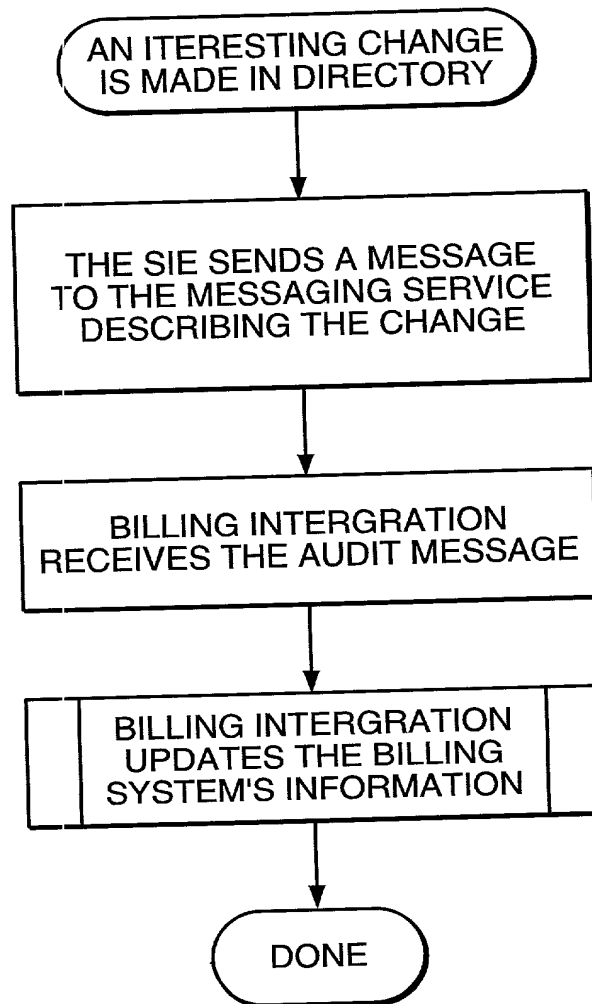 AN ITERESTING CHANGE
IS MADE IN DIRECTORY
THE SIE SENDS A MESSAGE
TO THE MESSAGING SERVICE
DESCRIBING THE CHANGE
BILLING INTERGRATION
RECEIVES THE AUDIT MESSAGE
BILLING INTERGRATION
UPDATES THE BILLING
SYSTEM'S INFORMATION
DONE